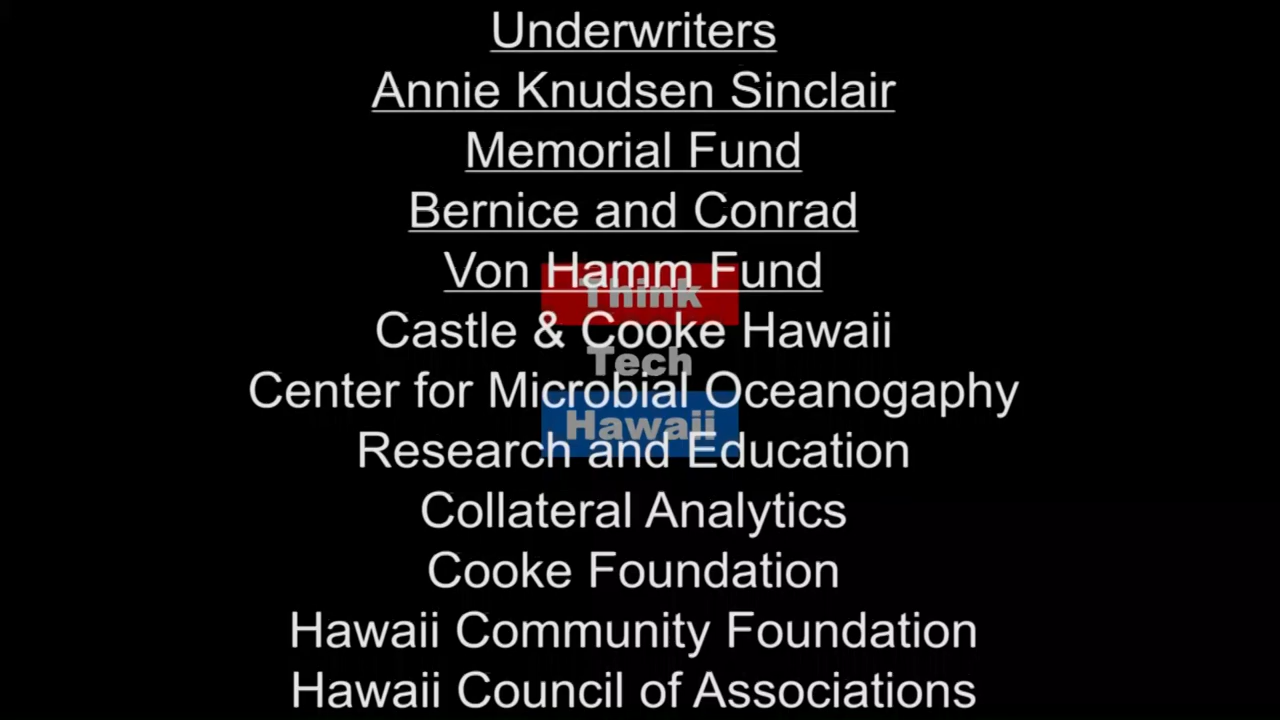 Underwriters
Annie Knudsen Sinclair
Memorial Fund
Bernice and Conrad
Von Hamm Fund
Think
Castle & Cooke Hawaii
Tech
Center for Microbial Oceanogaphy
Hawaii
Research and Education
Collateral Analytics
Cooke Foundation
Hawaii Community Foundation
Hawaii Council of Associations